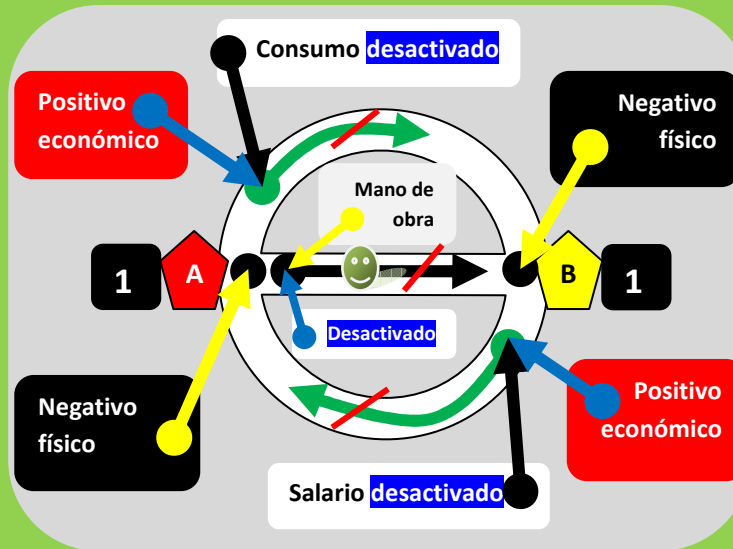 Consumo desactivado
Positivo
económico
Negativo
físico
Mano de
obra
1
A
B
1
Desactivado
Negativo
físico
Positivo
económico
Salario desactivado